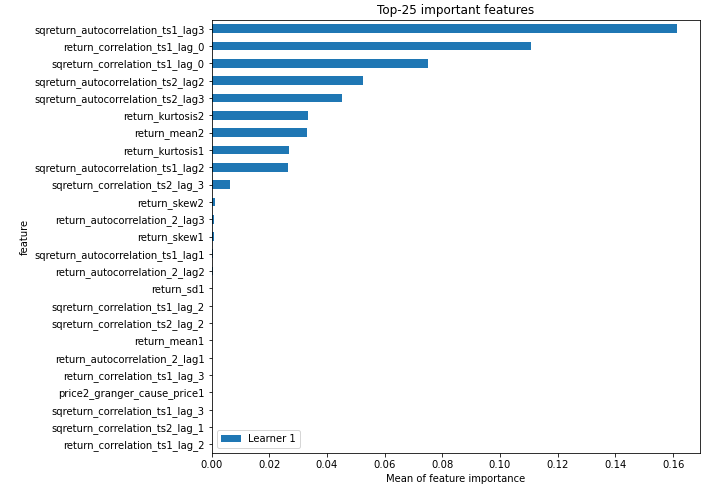 Top-25 important features
sqreturn_autocorrelation_ts1_lag3
return_correlation_ts1_lag_0
sqreturn_correlation_ts1_lag_0
sqreturn_autocorrelation_ts2_lag2
sqreturn_autocorrelation_ts2_lag3
return_kurtosis2
return_mean2
return_kurtosis1
sqreturn_autocorrelation_ts1_lag2
sqreturn_correlation_ts2_lag_3
return_skew2
return_autocorrelation_2_lag3
return_skew1
sqreturn_autocorrelation_ts1_lag1
return_autocorrelation_2_lag2
return_sd1
sqreturn_correlation_ts1_lag_2
sqreturn_correlation_ts2_lag_2
return_mean1
return_autocorrelation_2_lag1
return_correlation_ts1_lag_3
price2_granger_cause_price1
sqreturn_correlation_ts1_lag_3
sqreturn_correlation_ts2_lag_1
return_correlation_ts1_lag_2
feature
Learner 1
0.00 0.02 0.04 0.06 0.08 0.10 0.12 0.14 0.16
Mean of feature importance